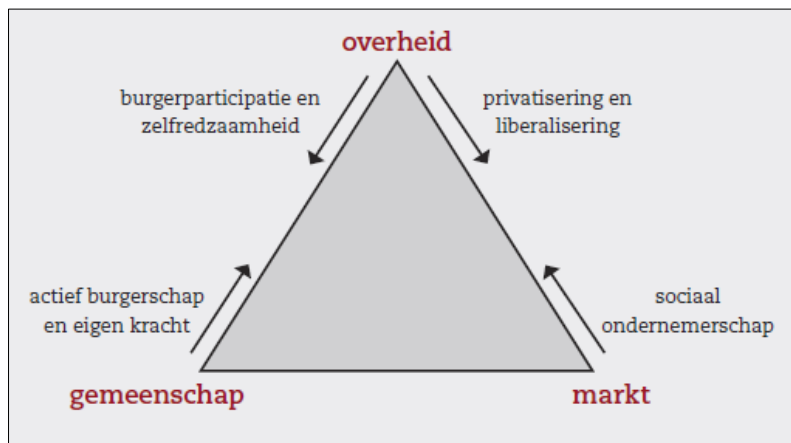 overheid
burgerparticipatie en
zelfredzaamheid
privatisering en
liberalisering
actief burgerschap
en eigen kracht
sociaal
ondernemerschap
gemeenschap
markt